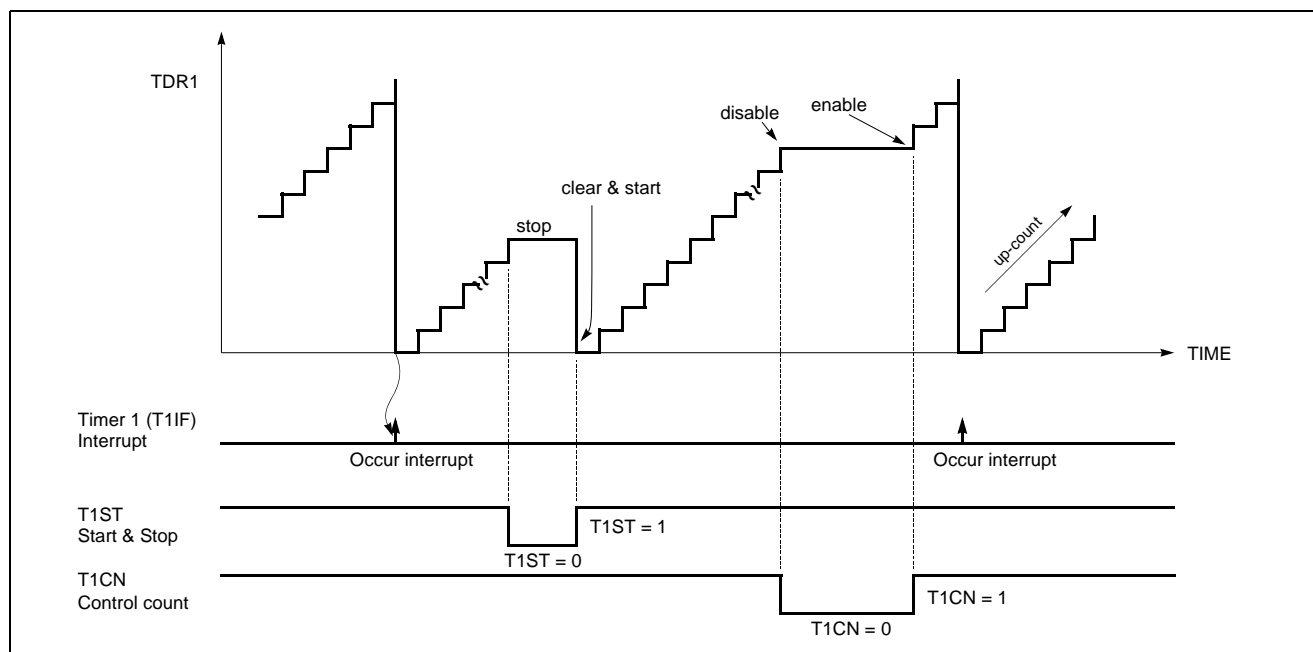 TDR1
disable
enable
clear & start
stop
up-count
TIME
Timer 1 (T1IF)
Interrupt
Occur interrupt
Occur interrupt
T1ST
Start & Stop
T1ST = 1
T1ST = 0
T1CN
Control count
T1CN = 1
T1CN = 0